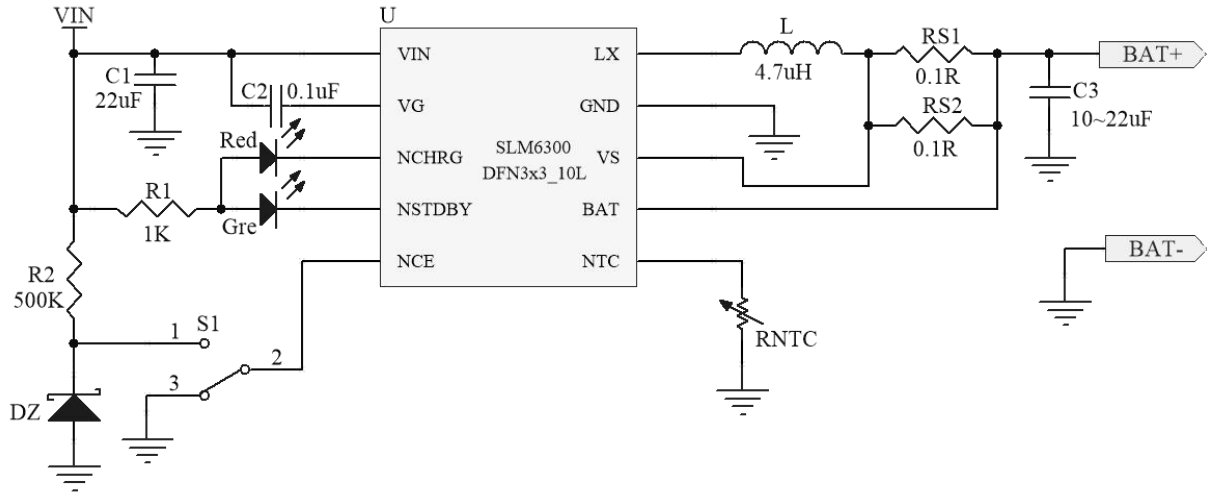 VIN
U
VIN
LX
L
4.7uH
RS1
0.1R
BAT+
C1
22uF
C2
0.1uF
VG
GND
RS2
0.1R
C3
10~22uF
Red
NCHRG
SLM6300
DFN3x3_10L
VS
R1
1K
Gre
NSTDBY
BAT
BAT-
R2
500K
NCE
NTC
1
S1
2
3
RNTC
DZ